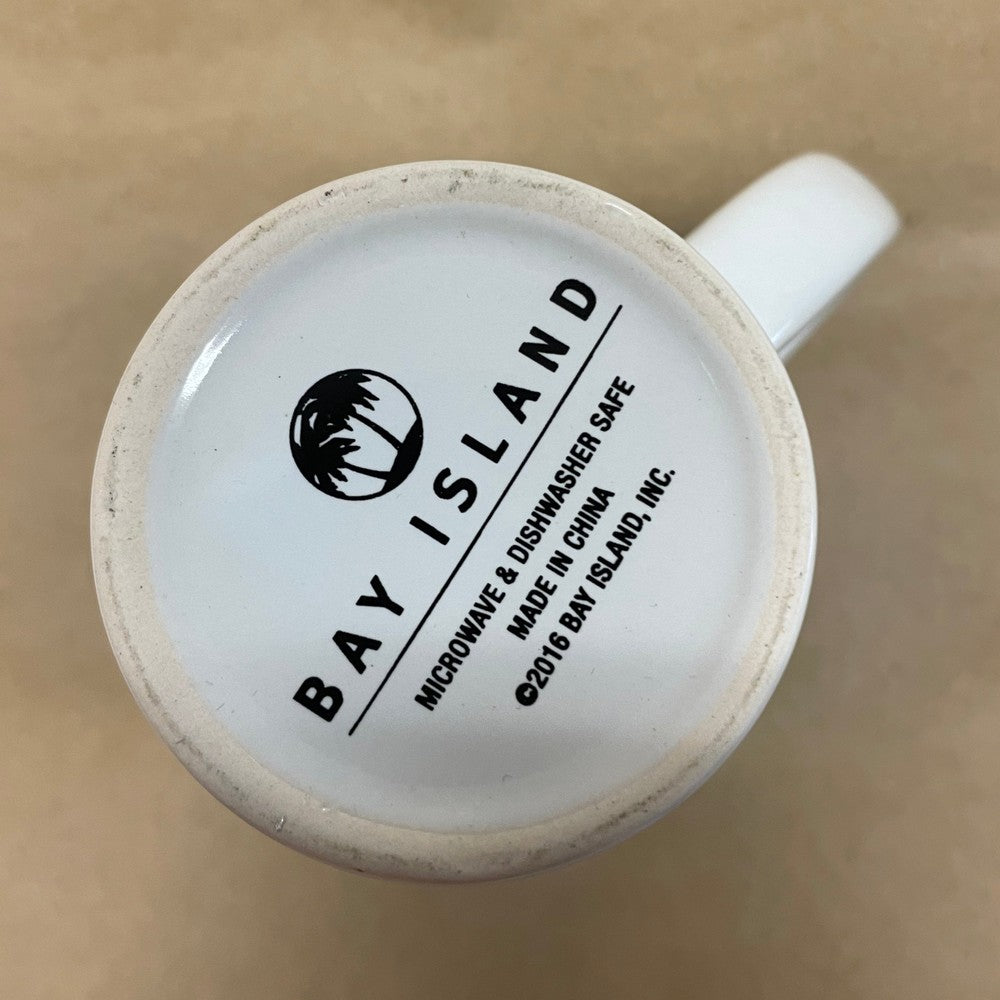 BAY ISLAND
MICROWAVE & DISHWASHER SAFE
MADE IN CHINA
©2016 BAY ISLAND, INC.